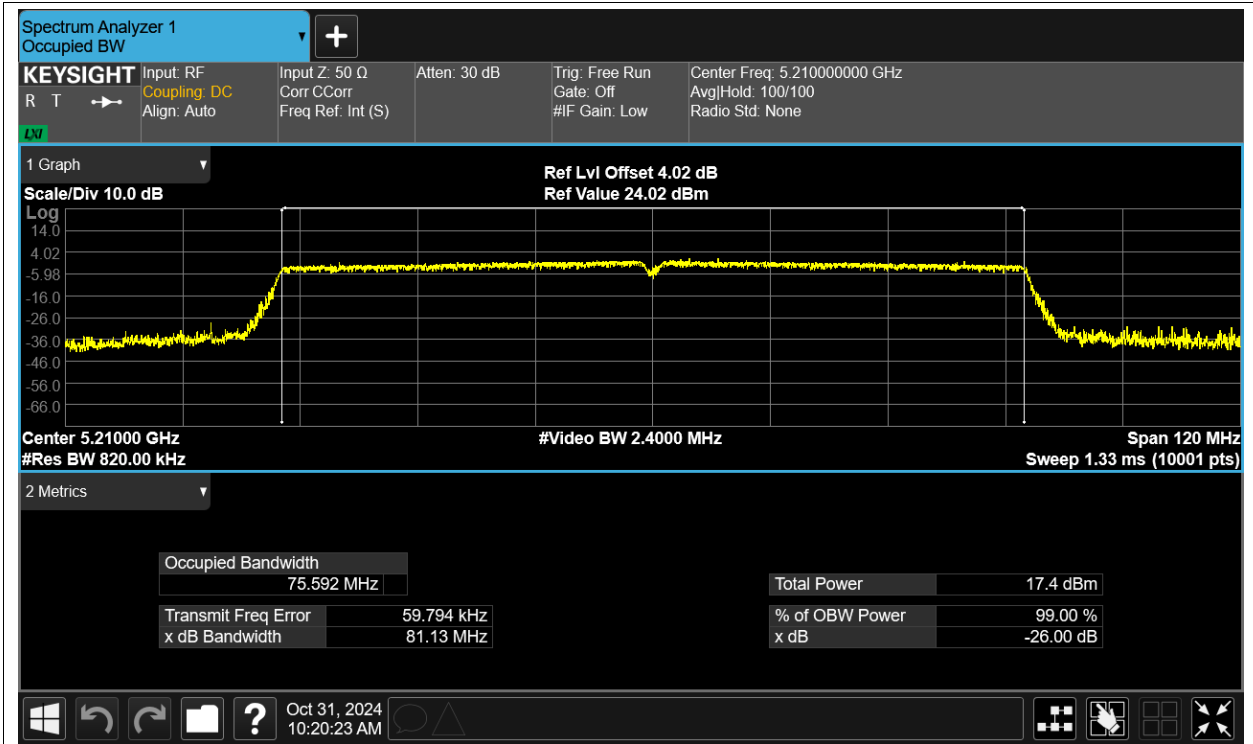 Spectrum Analyzer 1
Occupied BW
KEYSIGHT
R T
LXI
Input: RF
Coupling: DC
Align: Auto
Input Z: 50 Ω
Corr CCorr
Freq Ref: Int (S)
Atten: 30 dB
Trig: Free Run
Gate: Off
#IF Gain: Low
Center Freq: 5.210000000 GHz
Avg|Hold: 100/100
Radio Std: None
1 Graph
Scale/Div 10.0 dB
Ref Lvl Offset 4.02 dB
Ref Value 24.02 dBm
Log
14.0
4.02
-5.98
-16.0
-26.0
-36.0
-46.0
-56.0
-66.0
Center 5.21000 GHz
#Video BW 2.4000 MHz
Span 120 MHz
#Res BW 820.00 kHz
Sweep 1.33 ms (10001 pts)
2 Metrics
Occupied Bandwidth
75.592 MHz
Transmit Freq Error 59.794 kHz
x dB Bandwidth 81.13 MHz
Total Power 17.4 dBm
% of OBW Power 99.00 %
x dB -26.00 dB
?
Oct 31, 2024
10:20:23 AM